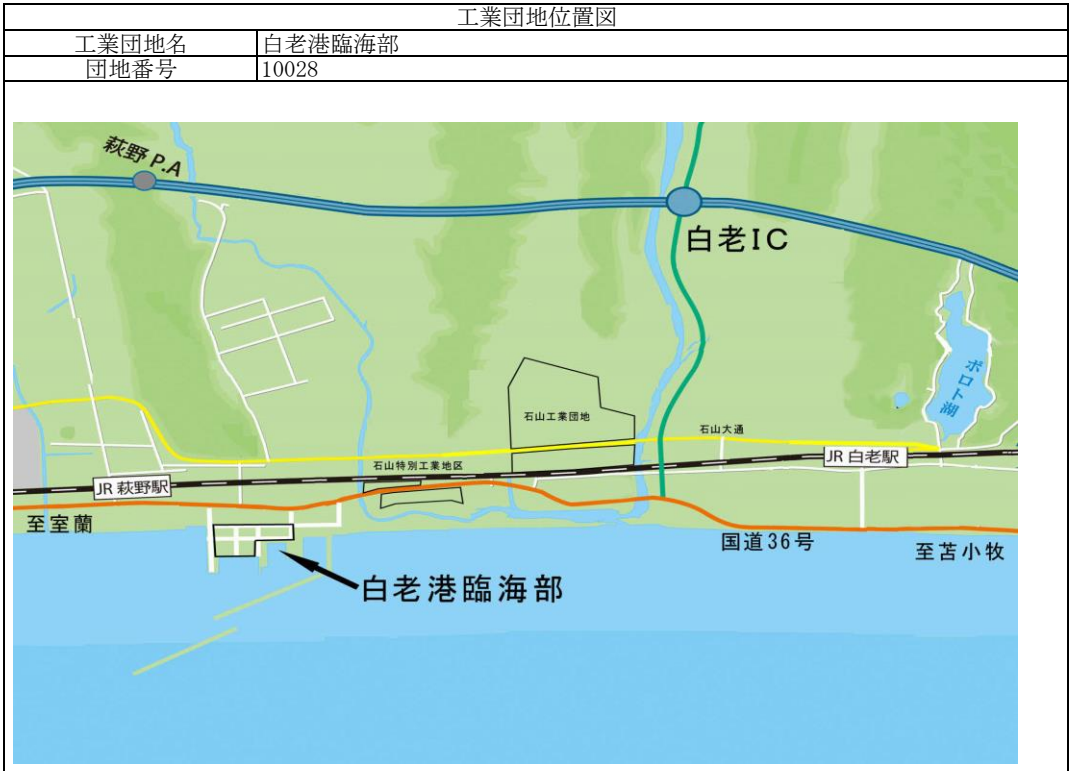 工業団地位置図
工業団地名 白老港臨海部
団地番号 10028
萩野 P.A
白老IC
ポロト湖
石山工業団地
石山大通
石山特別工業地区
JR 白老駅
JR 萩野駅
至室蘭
国道36号
至苫小牧
白老港臨海部